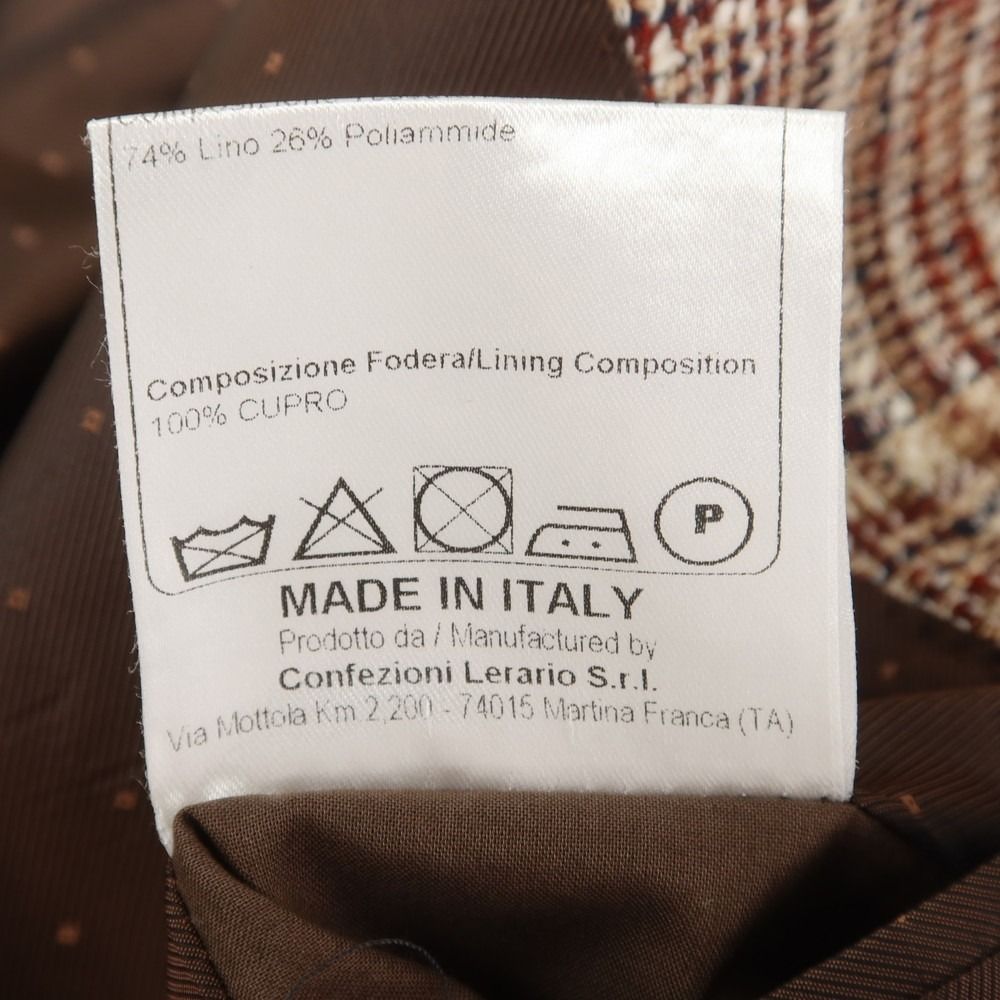 74% Lino 26% Poliammide
Composizione Fodera/Lining Composition
100% CUPRO
P
MADE IN ITALY
Prodotto da / Manufactured by
Confezioni Lerario S.r.l.
Via Mottola Km 2,200 - 74015 Martina Franca (TA)